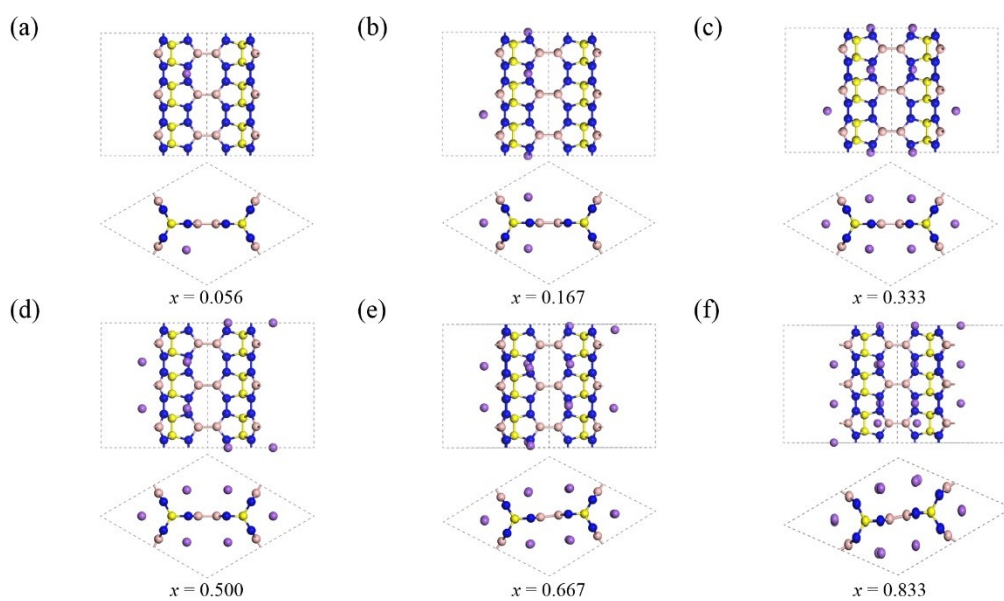 (a)
(b)
(c)
x = 0.056
x = 0.167
x = 0.333
(d)
(e)
(f)
x = 0.500
x = 0.667
x = 0.833